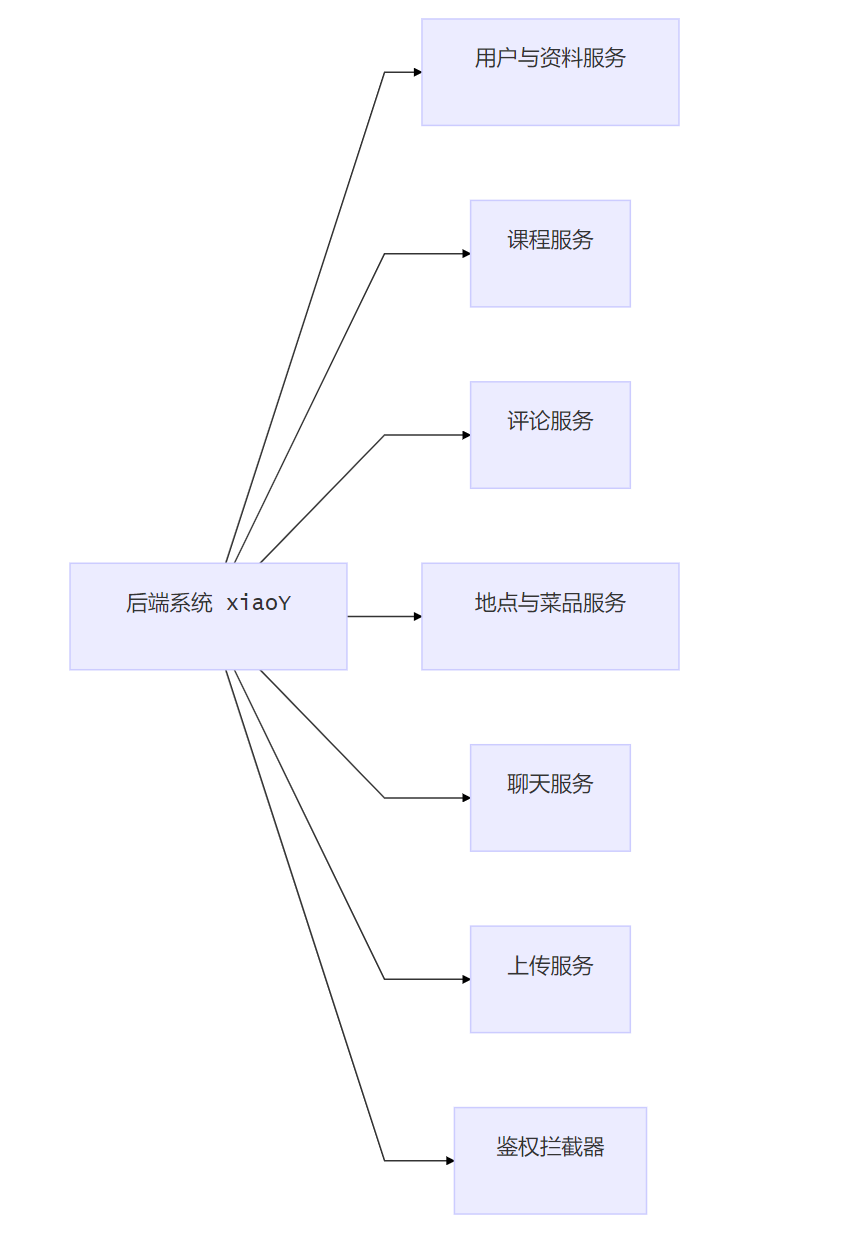 用户与资料服务
课程服务
评论服务
后端系统 xiaoY
地点与菜品服务
聊天服务
上传服务
鉴权拦截器